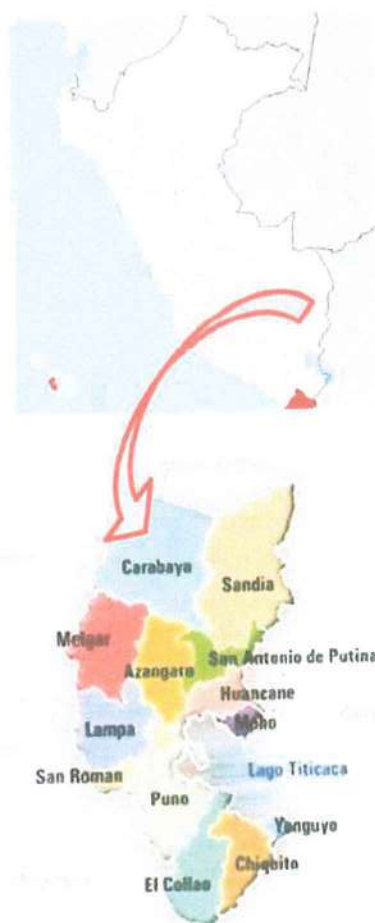 Carabaya
Sandia
Melgar
Azangaro
San Antonio de Putina
Huancane
Moho
Lampa
Lago Titicaca
San Roman
Puno
Yunguyo
Chiquito
El Collao